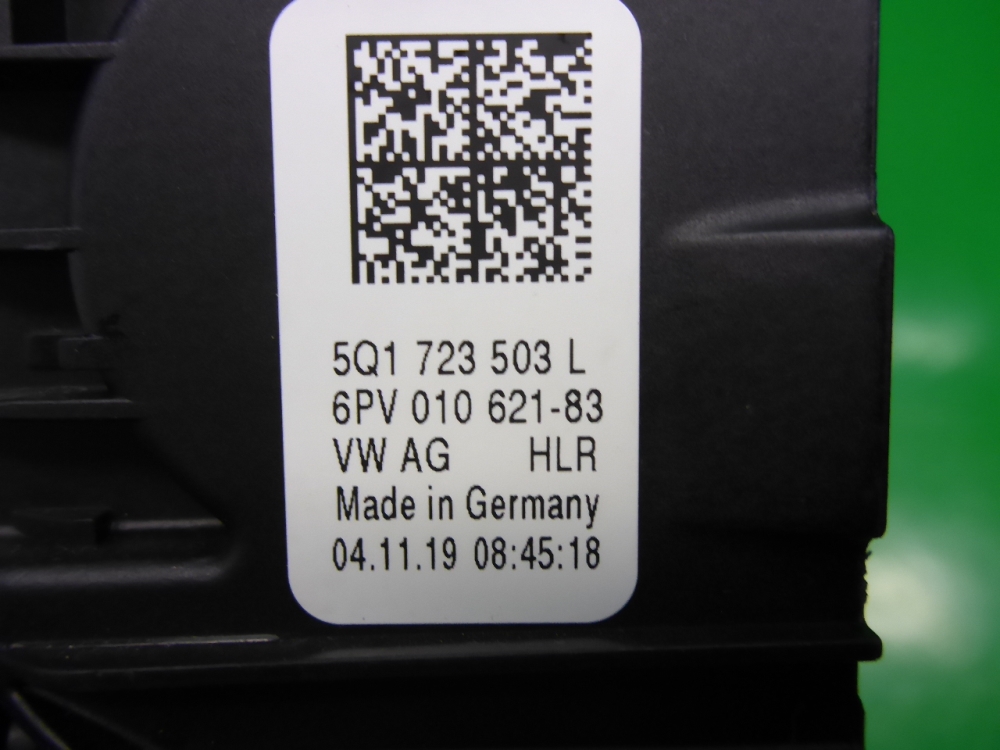 5Q1 723 503 L
6PV 010 621-83
VW AG HLR
Made in Germany
04.11.19 08:45:18